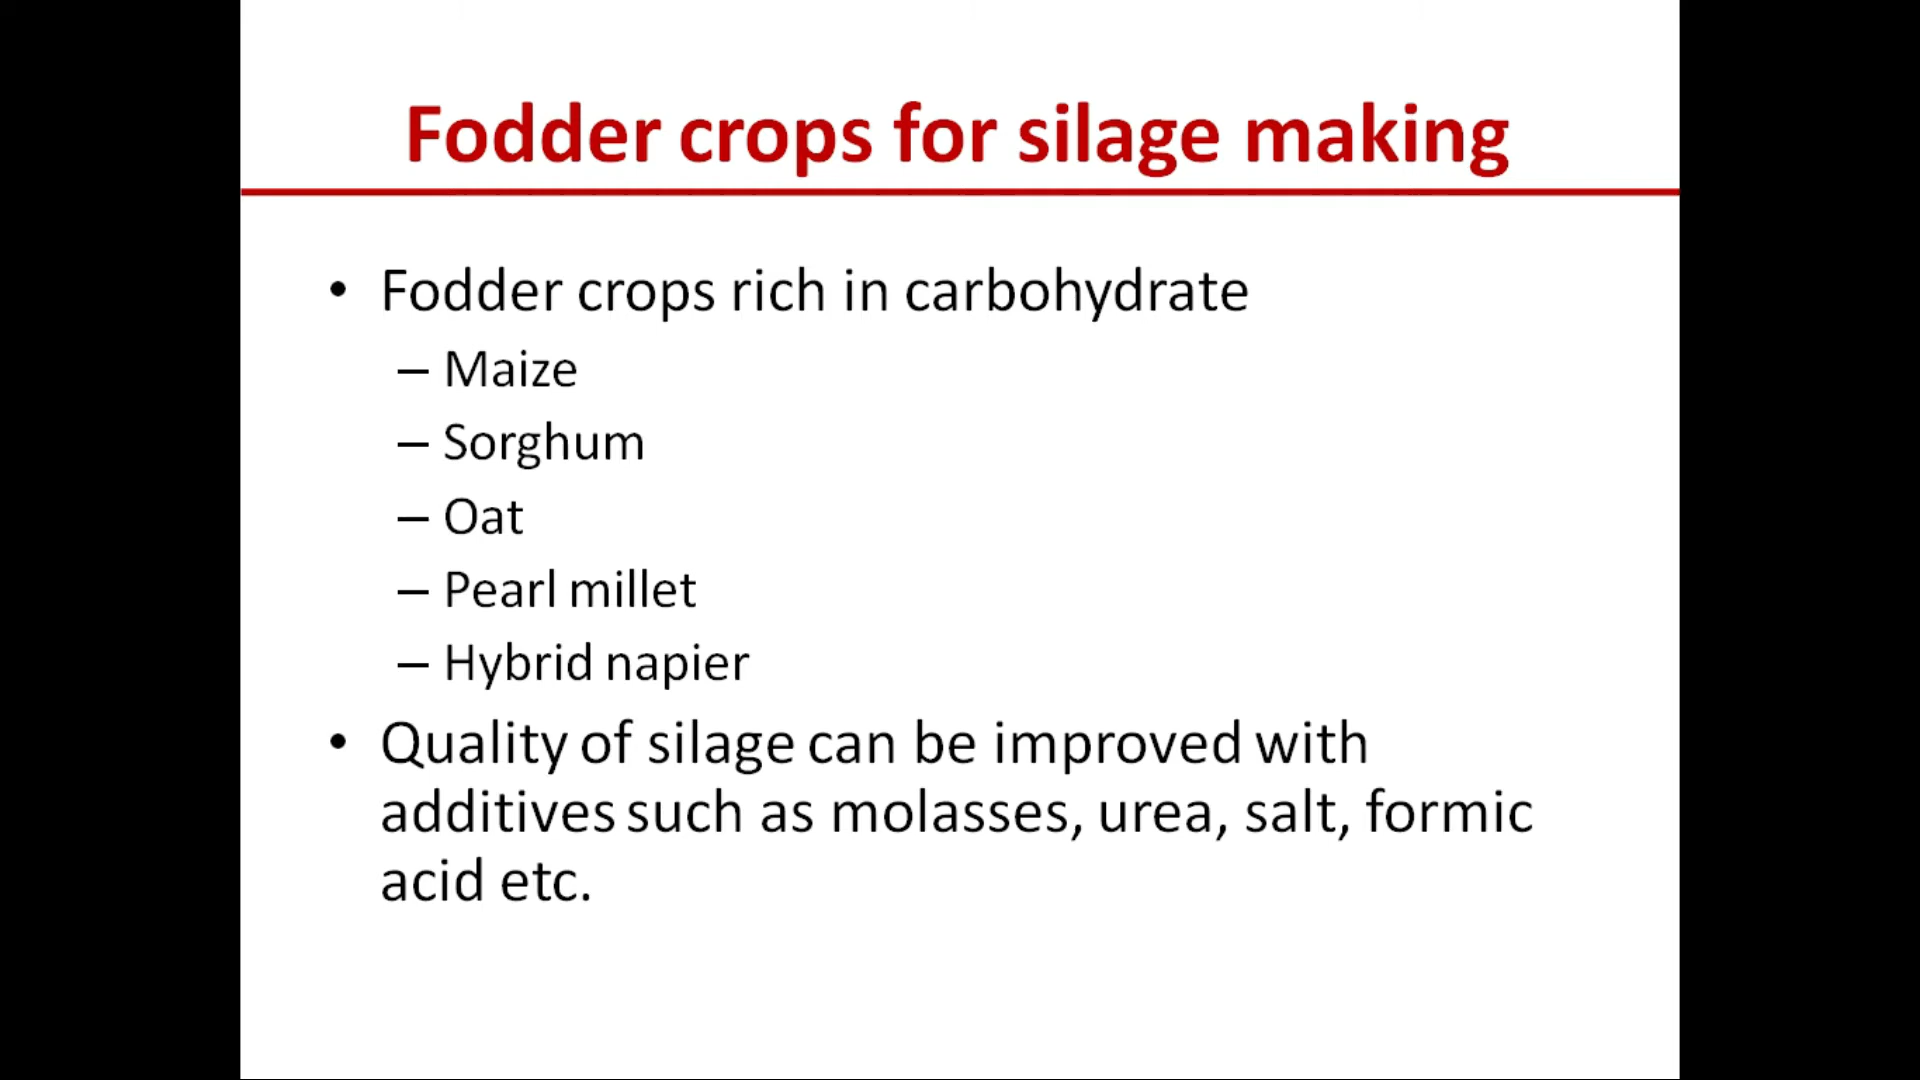 Fodder crops for silage making
• Fodder crops rich in carbohydrate
– Maize
– Sorghum
– Oat
– Pearl millet
– Hybrid napier
• Quality of silage can be improved with
additives such as molasses, urea, salt, formic
acid etc.